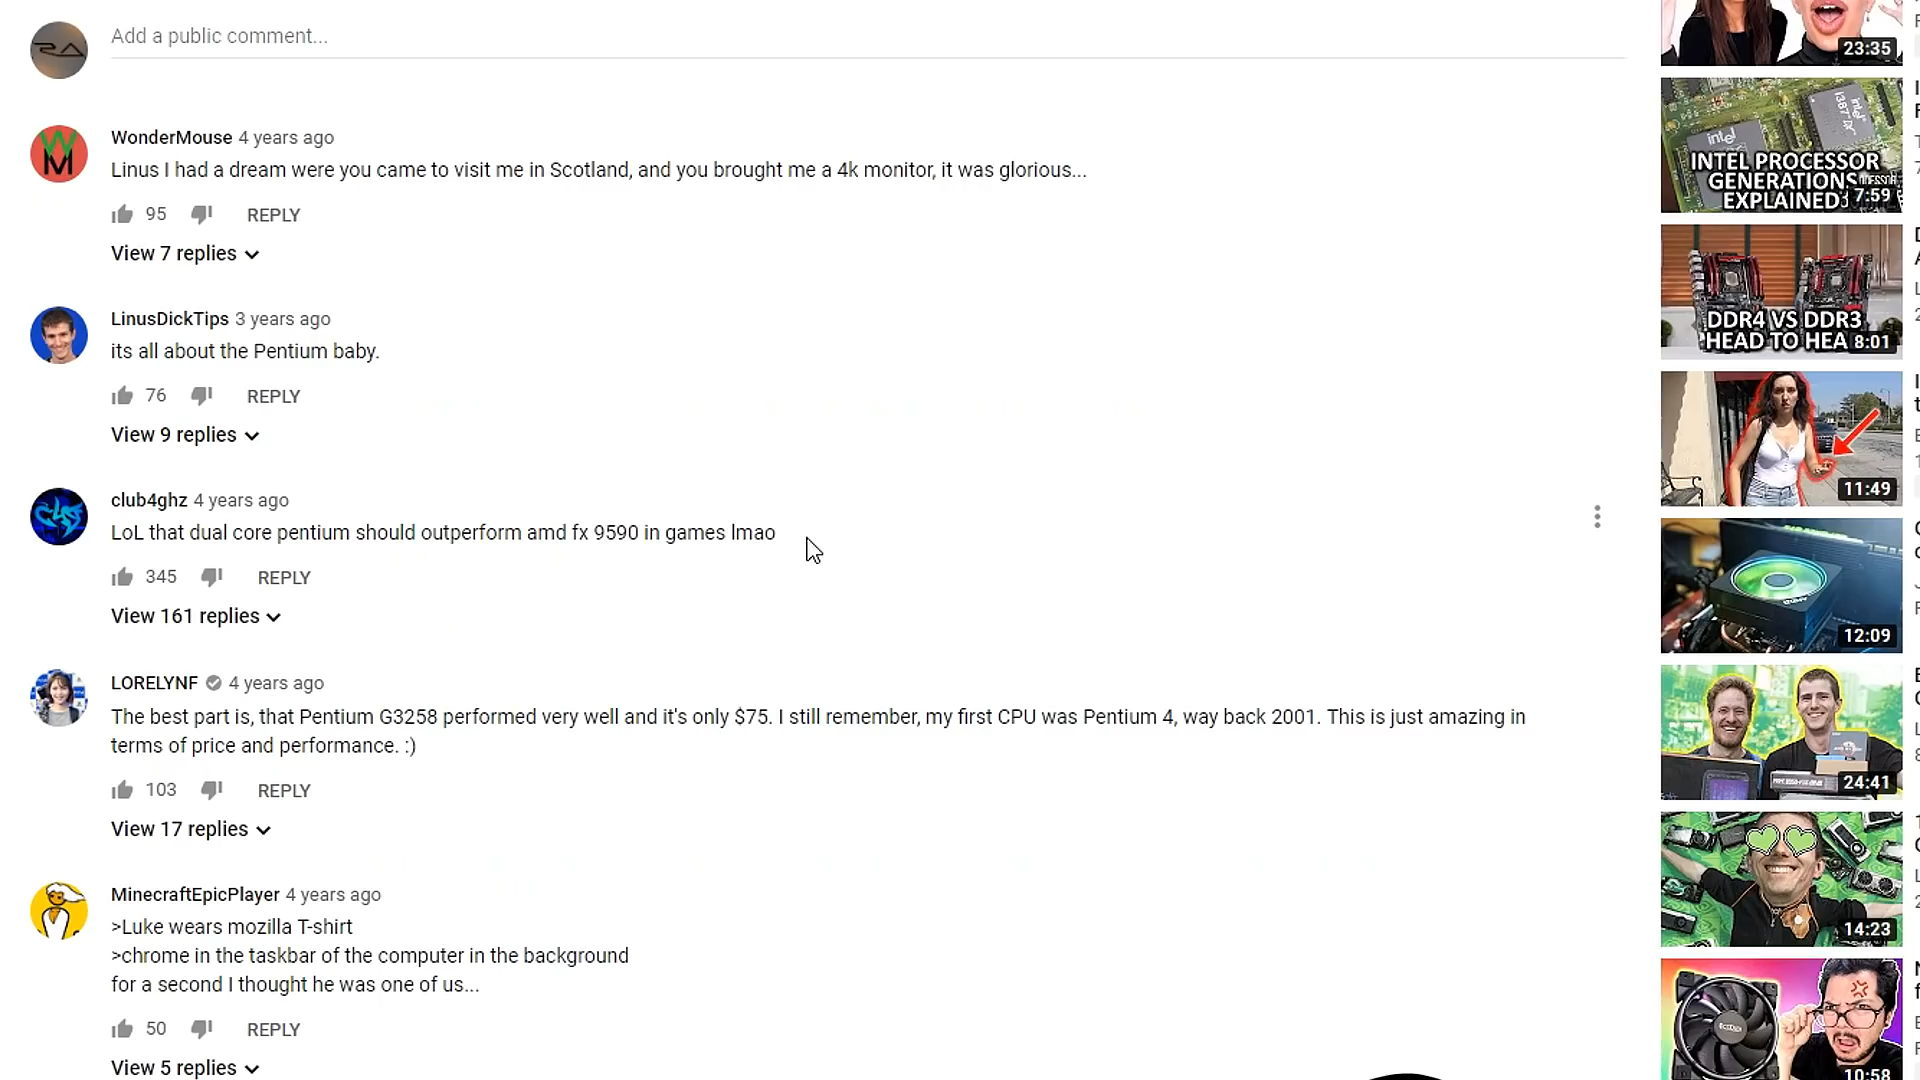 Add a public comment...
WonderMouse 4 years ago
Linus I had a dream were you came to visit me in Scotland, and you brought me a 4k monitor, it was glorious...
95 REPLY
View 7 replies
LinusDickTips 3 years ago
its all about the Pentium baby.
76 REPLY
View 9 replies
club4ghz 4 years ago
LoL that dual core pentium should outperform amd fx 9590 in games lmao
345 REPLY
View 161 replies
LORELYNF 4 years ago
The best part is, that Pentium G3258 performed very well and it's only $75. I still remember, my first CPU was Pentium 4, way back 2001. This is just amazing in
terms of price and performance. :)
103 REPLY
View 17 replies
MinecraftEpicPlayer 4 years ago
>Luke wears mozilla T-shirt
>chrome in the taskbar of the computer in the background
for a second I thought he was one of us...
50 REPLY
View 5 replies
23:35
intel
intel
INTEL PROCESSOR
GENERATIONS
EXPLAINED
7:59
DDR4 VS DDR3
HEAD TO HEA
8:01
11:49
12:09
24:41
14:23
10:58